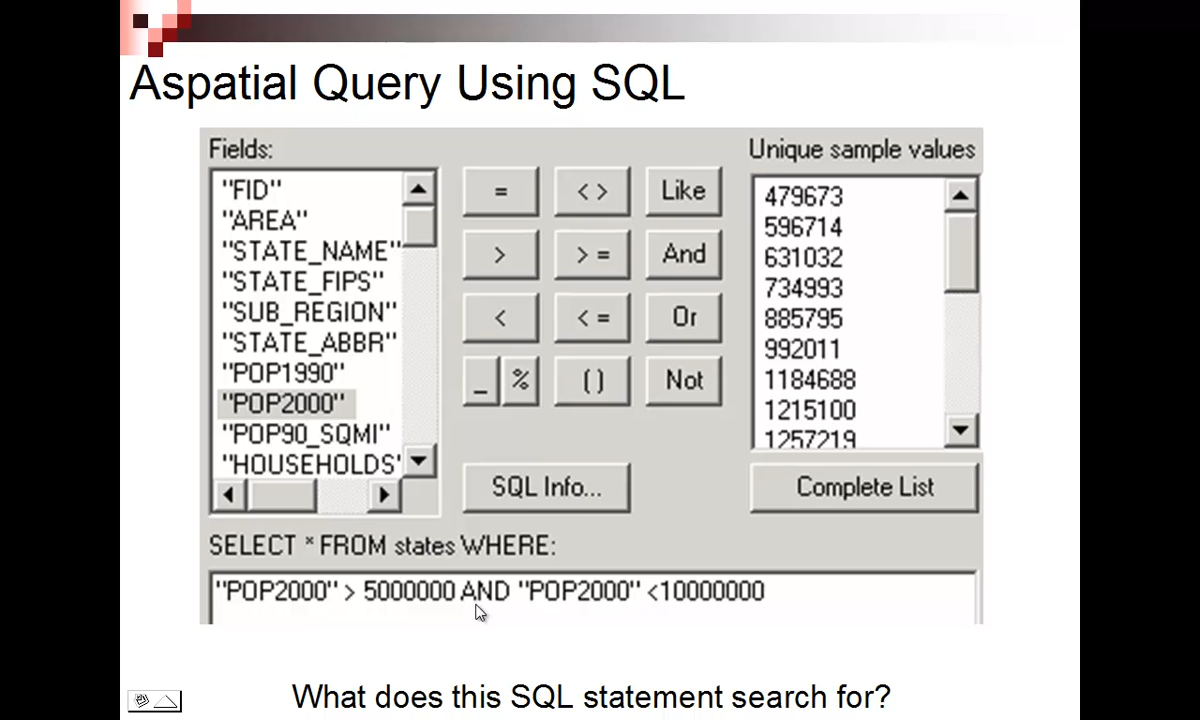 Aspatial Query Using SQL
Fields:
"FID"
"AREA"
"STATE_NAME"
"STATE_FIPS"
"SUB_REGION"
"STATE_ABBR"
"POP1990"
"POP2000"
"POP90_SQMI"
"HOUSEHOLDS"
= < > Like
> > = And
< < = Or
_ % () Not
SQL Info...
Unique sample values
479673
596714
631032
734993
885795
992011
1184688
1215100
1257219
Complete List
SELECT * FROM states WHERE:
"POP2000" > 5000000 AND "POP2000" <10000000
What does this SQL statement search for?